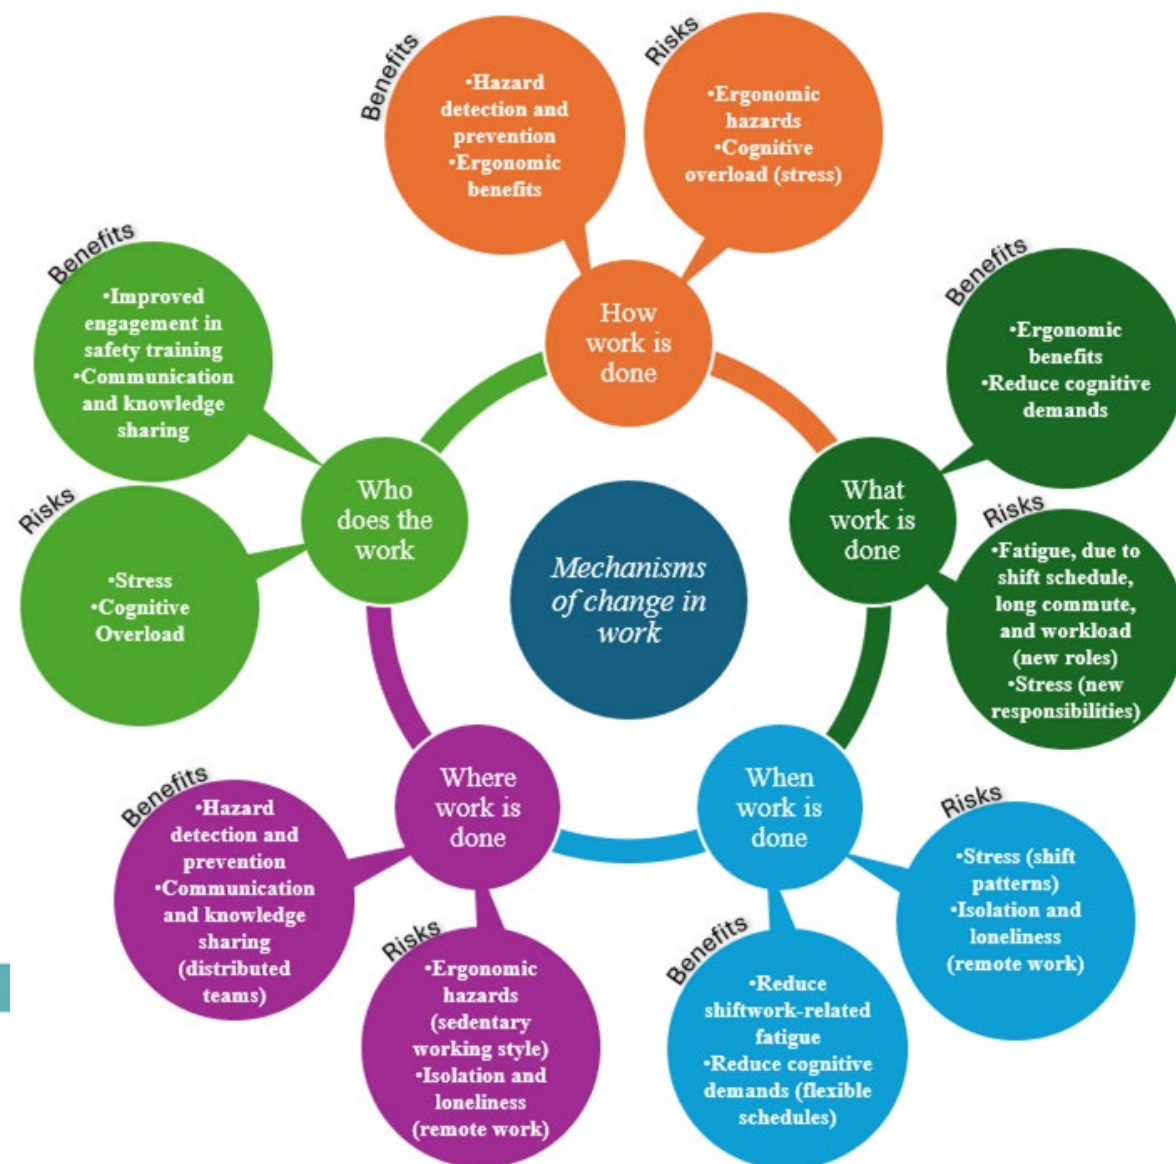 Benefits
•Hazard
detection and
prevention
•Ergonomic
benefits
Risks
•Ergonomic
hazards
•Cognitive
overload (stress)
How
work is
done
Benefits
•Ergonomic
benefits
•Reduce cognitive
demands
Risks
•Fatigue, due to
shift schedule,
long commute,
and workload
(new roles)
•Stress (new
responsibilities)
What
work is
done
Risks
•Stress (shift
patterns)
•Isolation and
loneliness
(remote work)
Benefits
•Reduce
shiftwork-related
fatigue
•Reduce cognitive
demands (flexible
schedules)
When
work is
done
Risks
•Ergonomic
hazards
(sedentary
working style)
•Isolation and
loneliness
(remote work)
Benefits
•Hazard
detection and
prevention
•Communication
and knowledge
sharing
(distributed
teams)
Where
work is
done
Risks
•Stress
•Cognitive
Overload
Benefits
•Improved
engagement in
safety training
•Communication
and knowledge
sharing
Who
does the
work
Mechanisms
of change in
work